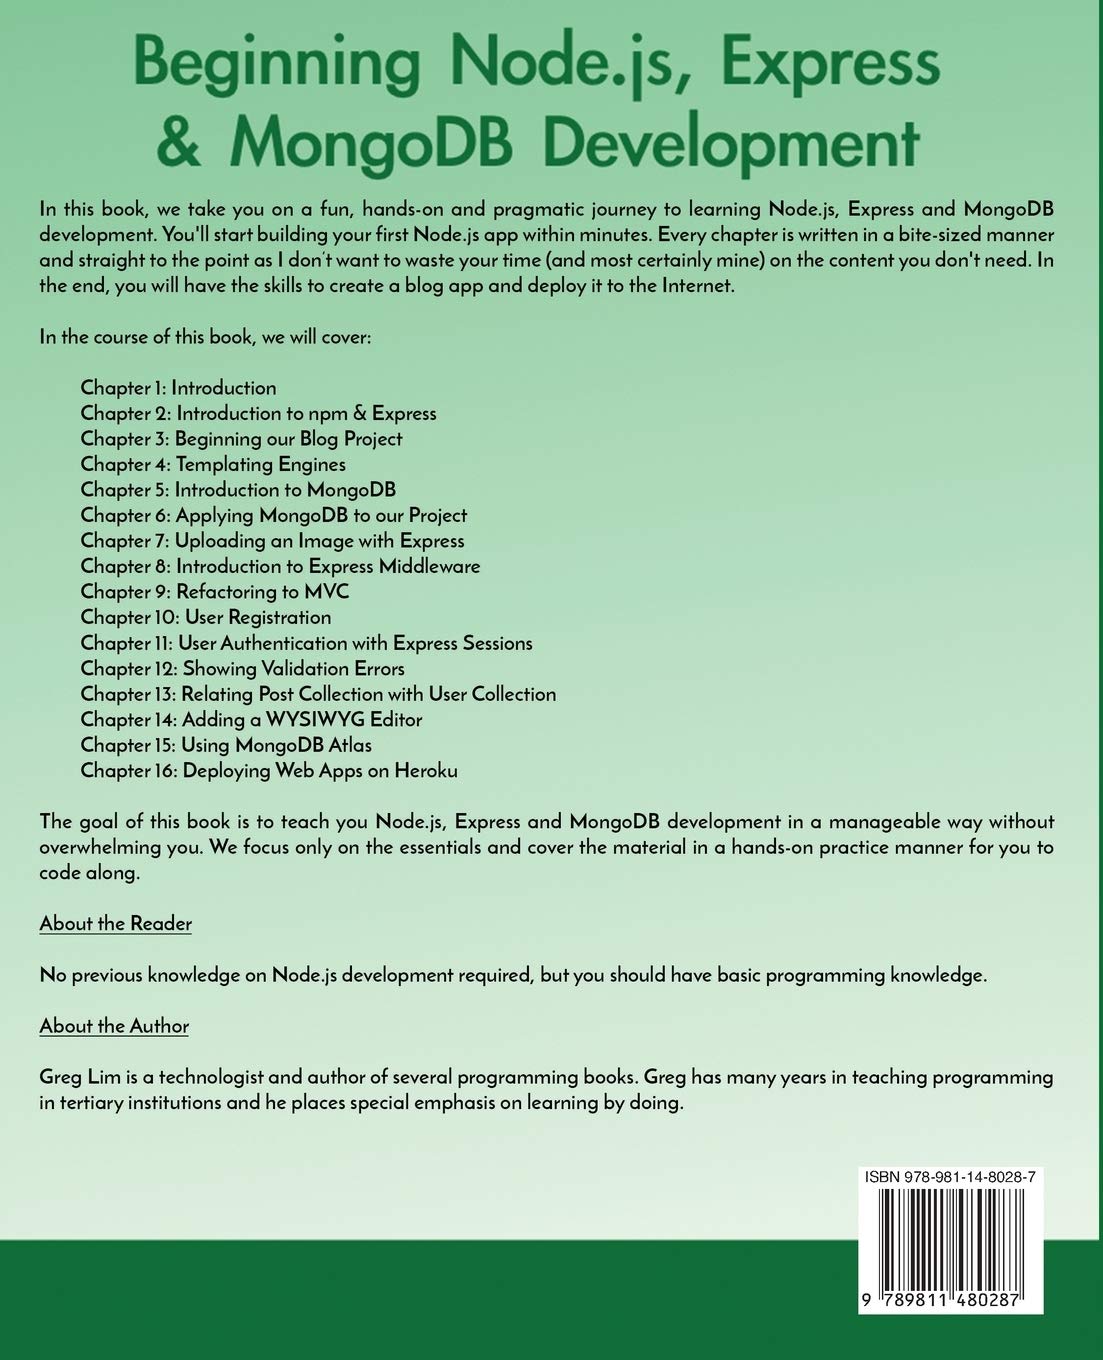 Beginning Node.js, Express
& MongoDB Development
In this book, we take you on a fun, hands-on and pragmatic journey to learning Node.js, Express and MongoDB
development. You'll start building your first Node.js app within minutes. Every chapter is written in a bite-sized manner
and straight to the point as I don't want to waste your time (and most certainly mine) on the content you don't need. In
the end, you will have the skills to create a blog app and deploy it to the Internet.
In the course of this book, we will cover:
Chapter 1: Introduction
Chapter 2: Introduction to npm & Express
Chapter 3: Beginning our Blog Project
Chapter 4: Templating Engines
Chapter 5: Introduction to MongoDB
Chapter 6: Applying MongoDB to our Project
Chapter 7: Uploading an Image with Express
Chapter 8: Introduction to Express Middleware
Chapter 9: Refactoring to MVC
Chapter 10: User Registration
Chapter 11: User Authentication with Express Sessions
Chapter 12: Showing Validation Errors
Chapter 13: Relating Post Collection with User Collection
Chapter 14: Adding a WYSIWYG Editor
Chapter 15: Using MongoDB Atlas
Chapter 16: Deploying Web Apps on Heroku
The goal of this book is to teach you Node.js, Express and MongoDB development in a manageable way without
overwhelming you. We focus only on the essentials and cover the material in a hands-on practice manner for you to
code along.
About the Reader
No previous knowledge on Node.js development required, but you should have basic programming knowledge.
About the Author
Greg Lim is a technologist and author of several programming books. Greg has many years in teaching programming
in tertiary institutions and he places special emphasis on learning by doing.
ISBN 978-981-14-8028-7
9 789811 480287